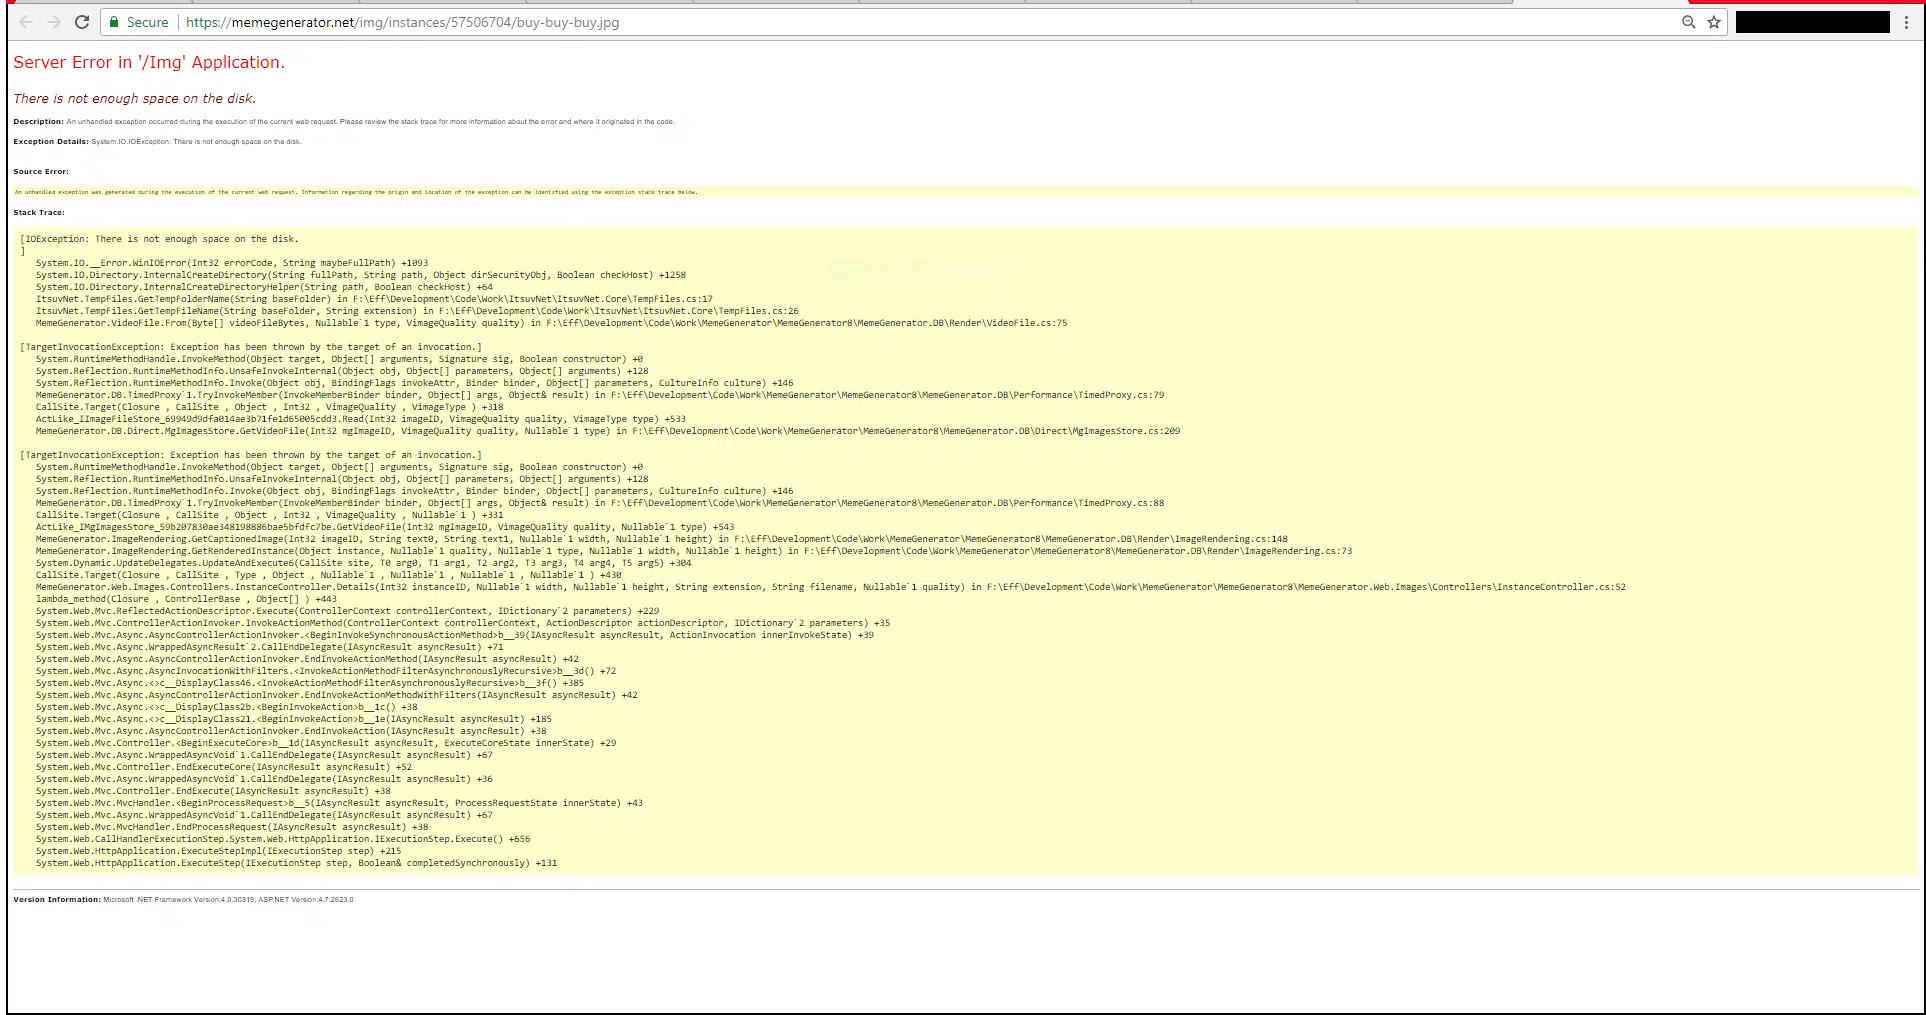 Secure | https://memegenerator.net/img/instances/57506704/buy-buy-buy.jpg
Server Error in '/Img' Application.
There is not enough space on the disk.
Description: An unhandled exception occurred during the execution of the current web request. Please review the stack trace for more information about the error and where it originated in the code.
Exception Details: System.IO.IOException: There is not enough space on the disk.
Source Error:
An unhandled exception was generated during the execution of the current web request. Information regarding the origin and location of the exception can be identified using the exception stack trace below.
Stack Trace:
[IOException: There is not enough space on the disk.
]
System.IO.__Error.WinIOError(Int32 errorCode, String maybeFullPath) +1093
System.IO.Directory.InternalCreateDirectory(String fullPath, String path, Object dirSecurityObj, Boolean checkHost) +1258
System.IO.Directory.InternalCreateDirectoryHelper(String path, Boolean checkHost) +64
ItsuvNet.TempFiles.GetTempFolderName(String baseFolder) in F:\Eff\Development\Code\Work\ItsuvNet\ItsuvNet.Core\TempFiles.cs:17
ItsuvNet.TempFiles.GetTempFileName(String baseFolder, String extension) in F:\Eff\Development\Code\Work\ItsuvNet\ItsuvNet.Core\TempFiles.cs:26
MemeGenerator.VideoFile.From(Byte[] videoFileBytes, Nullable`1 type, VimageQuality quality) in F:\Eff\Development\Code\Work\MemeGenerator\MemeGenerator8\MemeGenerator.DB\Render\VideoFile.cs:75
[TargetInvocationException: Exception has been thrown by the target of an invocation.]
System.RuntimeMethodHandle.InvokeMethod(Object target, Object[] arguments, Signature sig, Boolean constructor) +0
System.Reflection.RuntimeMethodInfo.UnsafeInvokeInternal(Object obj, Object[] parameters, Object[] arguments) +128
System.Reflection.RuntimeMethodInfo.Invoke(Object obj, BindingFlags invokeAttr, Binder binder, Object[] parameters, CultureInfo culture) +146
MemeGenerator.DB.TimedProxy`1.TryInvokeMember(InvokeMemberBinder binder, Object[] args, Object& result) in F:\Eff\Development\Code\Work\MemeGenerator\MemeGenerator8\MemeGenerator.DB\Performance\TimedProxy.cs:79
CallSite.Target(Closure , CallSite , Object , Int32 , VimageQuality , VimageType ) +318
ActLike_IImageFileStore_69949d9dfa014ae3b71fe1d65005cdd3.Read(Int32 imageID, VimageQuality quality, VimageType type) +533
MemeGenerator.DB.Direct.MgImagesStore.GetVideoFile(Int32 mgImageID, VimageQuality quality, Nullable`1 type) in F:\Eff\Development\Code\Work\MemeGenerator\MemeGenerator8\MemeGenerator.DB\Direct\MgImagesStore.cs:209
[TargetInvocationException: Exception has been thrown by the target of an invocation.]
System.RuntimeMethodHandle.InvokeMethod(Object target, Object[] arguments, Signature sig, Boolean constructor) +0
System.Reflection.RuntimeMethodInfo.UnsafeInvokeInternal(Object obj, Object[] parameters, Object[] arguments) +128
System.Reflection.RuntimeMethodInfo.Invoke(Object obj, BindingFlags invokeAttr, Binder binder, Object[] parameters, CultureInfo culture) +146
MemeGenerator.DB.TimedProxy`1.TryInvokeMember(InvokeMemberBinder binder, Object[] args, Object& result) in F:\Eff\Development\Code\Work\MemeGenerator\MemeGenerator8\MemeGenerator.DB\Performance\TimedProxy.cs:88
CallSite.Target(Closure , CallSite , Object , Int32 , VimageQuality , Nullable`1 ) +331
ActLike_IMgImagesStore_59b207830ae348198886bae5bfdfc7be.GetVideoFile(Int32 mgImageID, VimageQuality quality, Nullable`1 type) +543
MemeGenerator.ImageRendering.GetCaptionedImage(Int32 imageID, String text0, String text1, Nullable`1 width, Nullable`1 height) in F:\Eff\Development\Code\Work\MemeGenerator\MemeGenerator8\MemeGenerator.DB\Render\ImageRendering.cs:148
MemeGenerator.ImageRendering.GetRenderedInstance(Object instance, Nullable`1 quality, Nullable`1 type, Nullable`1 width, Nullable`1 height) in F:\Eff\Development\Code\Work\MemeGenerator\MemeGenerator8\MemeGenerator.DB\Render\ImageRendering.cs:73
System.Dynamic.UpdateDelegates.UpdateAndExecute6(CallSite site, T0 arg0, T1 arg1, T2 arg2, T3 arg3, T4 arg4, T5 arg5) +304
CallSite.Target(Closure , CallSite , Type , Object , Nullable`1 , Nullable`1 , Nullable`1 , Nullable`1 ) +430
MemeGenerator.Web.Images.Controllers.InstanceController.Details(Int32 instanceID, Nullable`1 width, Nullable`1 height, String extension, String filename, Nullable`1 quality) in F:\Eff\Development\Code\Work\MemeGenerator\MemeGenerator8\MemeGenerator.Web.Images\Controllers\InstanceController.cs:52
lambda_method(Closure , ControllerBase , Object[] ) +443
System.Web.Mvc.ReflectedActionDescriptor.Execute(ControllerContext controllerContext, IDictionary`2 parameters) +229
System.Web.Mvc.ControllerActionInvoker.InvokeActionMethod(ControllerContext controllerContext, ActionDescriptor actionDescriptor, IDictionary`2 parameters) +35
System.Web.Mvc.Async.AsyncControllerActionInvoker.<BeginInvokeSynchronousActionMethod>b__39(IAsyncResult asyncResult, ActionInvocation innerInvokeState) +39
System.Web.Mvc.Async.WrappedAsyncResult`2.CallEndDelegate(IAsyncResult asyncResult) +71
System.Web.Mvc.Async.AsyncControllerActionInvoker.EndInvokeActionMethod(IAsyncResult asyncResult) +42
System.Web.Mvc.Async.AsyncInvocationWithFilters.<InvokeActionMethodFilterAsynchronouslyRecursive>b__3d() +72
System.Web.Mvc.Async.<>c__DisplayClass46.<InvokeActionMethodFilterAsynchronouslyRecursive>b__3f() +385
System.Web.Mvc.Async.AsyncControllerActionInvoker.EndInvokeActionMethodWithFilters(IAsyncResult asyncResult) +42
System.Web.Mvc.Async.<>c__DisplayClass2b.<BeginInvokeAction>b__1c() +38
System.Web.Mvc.Async.<>c__DisplayClass21.<BeginInvokeAction>b__1e(IAsyncResult asyncResult) +185
System.Web.Mvc.Async.AsyncControllerActionInvoker.EndInvokeAction(IAsyncResult asyncResult) +38
System.Web.Mvc.Controller.<BeginExecuteCore>b__1d(IAsyncResult asyncResult, ExecuteCoreState innerState) +29
System.Web.Mvc.Async.WrappedAsyncVoid`1.CallEndDelegate(IAsyncResult asyncResult) +67
System.Web.Mvc.Controller.EndExecuteCore(IAsyncResult asyncResult) +52
System.Web.Mvc.Async.WrappedAsyncVoid`1.CallEndDelegate(IAsyncResult asyncResult) +36
System.Web.Mvc.Controller.EndExecute(IAsyncResult asyncResult) +38
System.Web.Mvc.MvcHandler.<BeginProcessRequest>b__5(IAsyncResult asyncResult, ProcessRequestState innerState) +43
System.Web.Mvc.Async.WrappedAsyncVoid`1.CallEndDelegate(IAsyncResult asyncResult) +67
System.Web.Mvc.MvcHandler.EndProcessRequest(IAsyncResult asyncResult) +38
System.Web.CallHandlerExecutionStep.System.Web.HttpApplication.IExecutionStep.Execute() +656
System.Web.HttpApplication.ExecuteStepImpl(IExecutionStep step) +215
System.Web.HttpApplication.ExecuteStep(IExecutionStep step, Boolean& completedSynchronously) +131
Version Information: Microsoft .NET Framework Version:4.0.30319; ASP.NET Version:4.7.2623.0